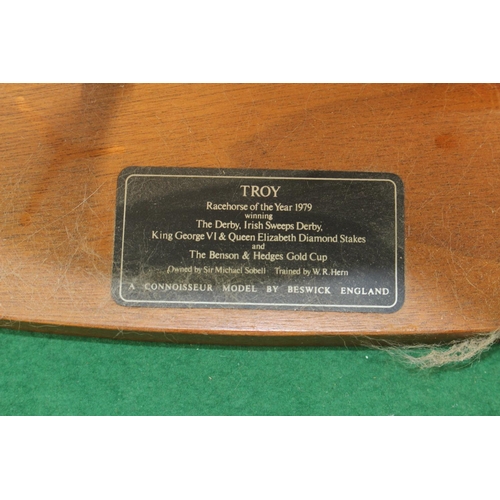 TROY
Racehorse of the Year 1979
winning
The Derby, Irish Sweeps Derby,
King George VI & Queen Elizabeth Diamond Stakes
and
The Benson & Hedges Gold Cup
Owned by Sir Michael Sobell Trained by W. R. Hern
A CONNOISSEUR MODEL BY BESWICK ENGLAND